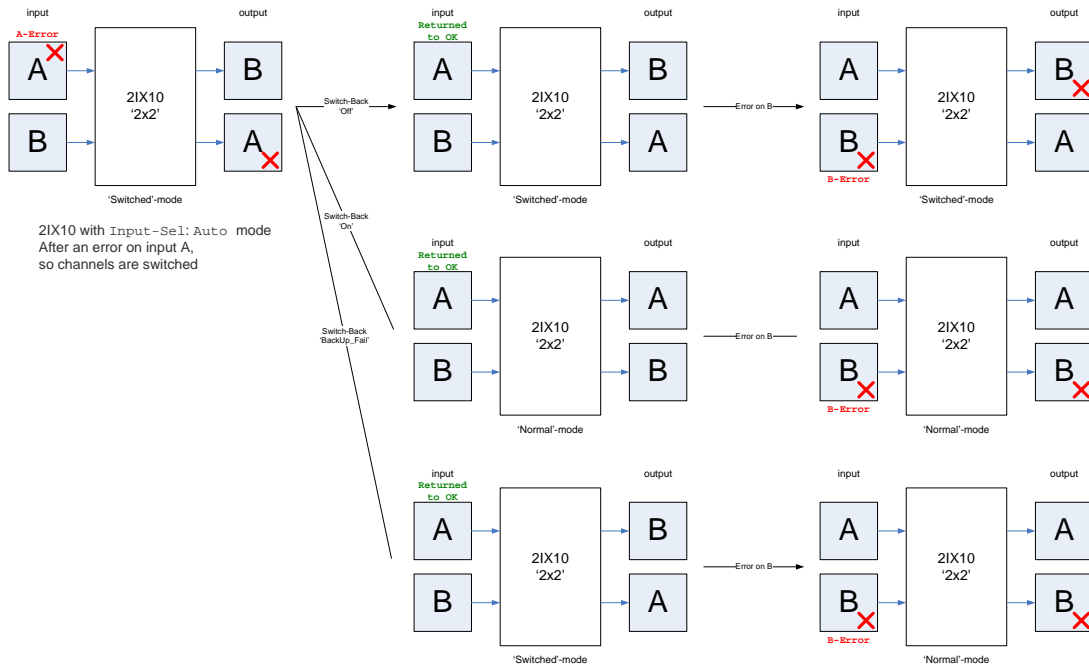 input
output
A-Error
A
B
2IX10
‘2x2’
B
A
‘Switched’-mode
2IX10 with Input-Sel: Auto mode
After an error on input A,
so channels are switched
Switch-Back
‘Off’
Switch-Back
‘On’
Switch-Back
‘BackUp_Fail’
input
output
Returned
to OK
A
B
2IX10
‘2x2’
B
A
‘Switched’-mode
Error on B
input
output
A
B
B-Error
2IX10
‘2x2’
B
A
‘Switched’-mode
input
output
Returned
to OK
A
B
2IX10
‘2x2’
A
B
‘Normal’-mode
Error on B
input
output
A
B
B-Error
2IX10
‘2x2’
A
B
‘Normal’-mode
input
output
Returned
to OK
A
B
2IX10
‘2x2’
B
A
‘Switched’-mode
Error on B
input
output
A
B
B-Error
2IX10
‘2x2’
A
B
‘Normal’-mode